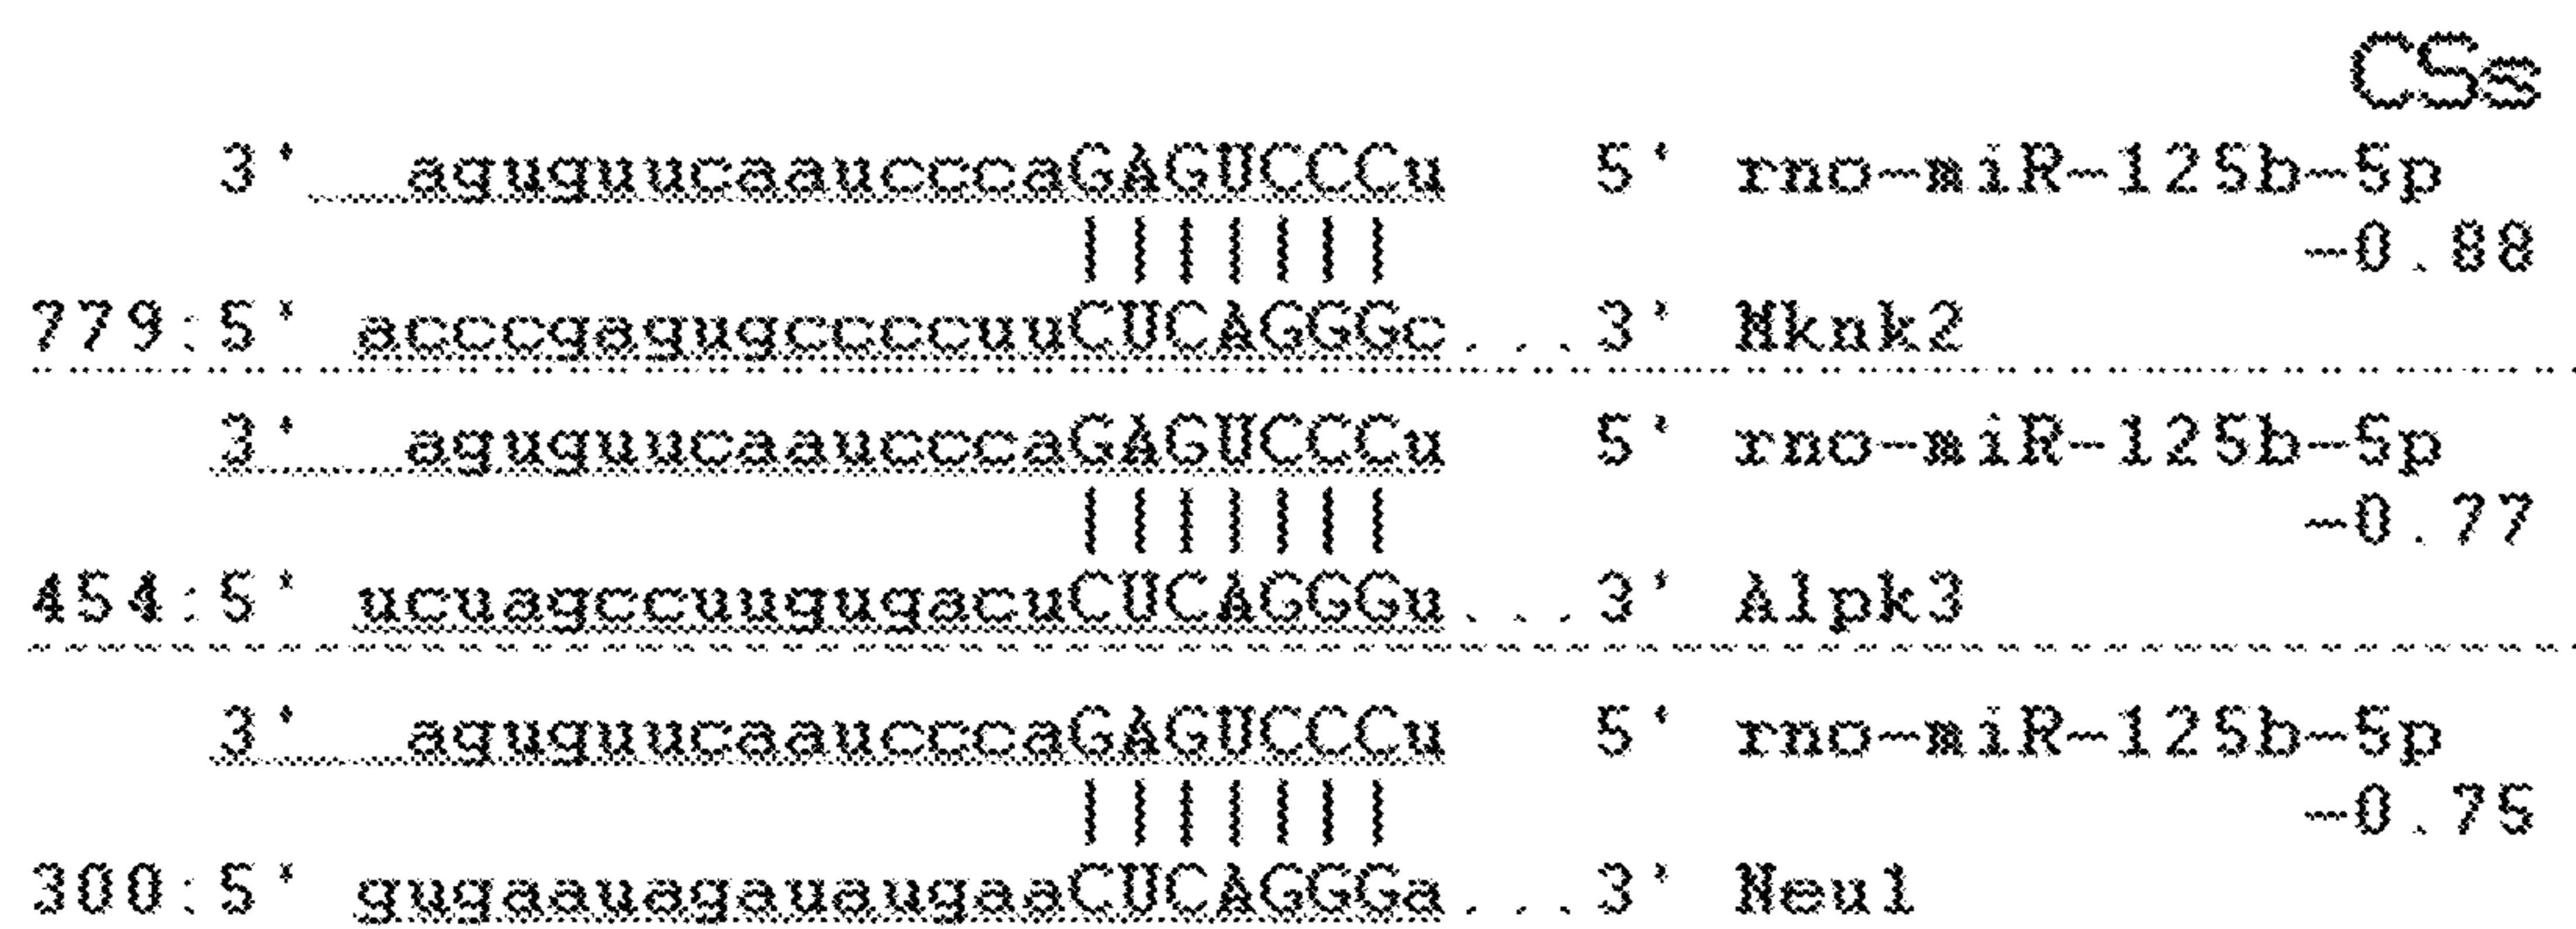 CSs
3' aguguucaaucccaGAGUCCCu 5' rno-miR-125b-5p
||||||| -0.88
779:5' acccgagugccccuuCUCAGGGc...3' Mknk2
3' aguguucaaucccaGAGUCCCu 5' rno-miR-125b-5p
||||||| -0.77
454:5' ucuagccuugugacuCUCAGGGu...3' Alpk3
3' aguguucaaucccaGAGUCCCu 5' rno-miR-125b-5p
||||||| -0.75
300:5' gugaauagauaugaaCUCAGGGa...3' Neu1